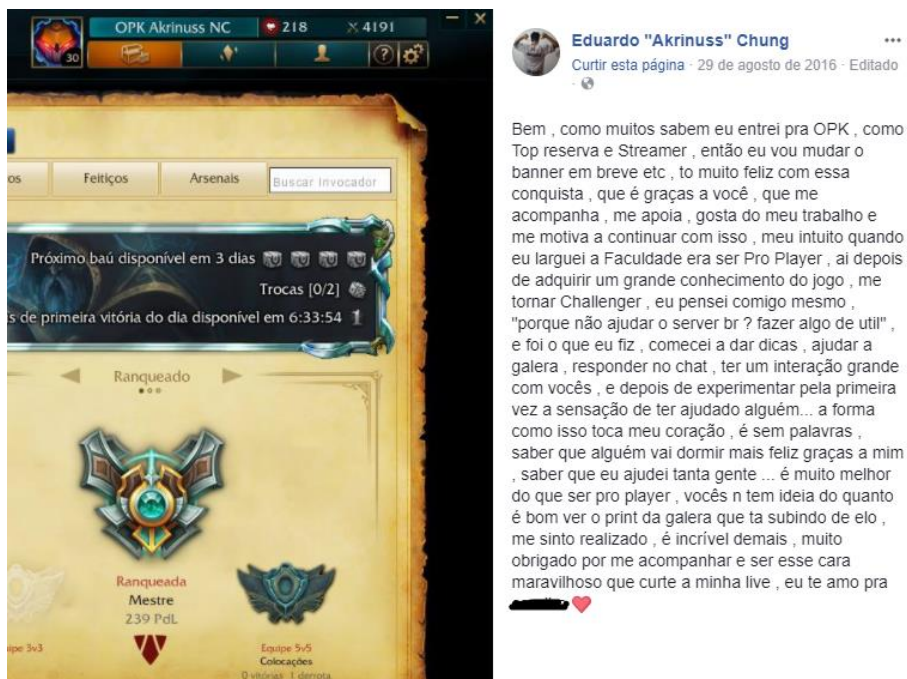 OPK Akrinuss NC
218
4191
30
os
Feitiços
Arsenais
Buscar Invocador
Próximo baú disponível em 3 dias
Trocas [0/2]
s de primeira vitória do dia disponível em 6:33:54
Ranqueado
Ranqueada
Mestre
239 PdL
ipe 3v3
Equipe 5v5
Colocações
0 vitórias 1 derrota
Eduardo "Akrinuss" Chung
Curtir esta página · 29 de agosto de 2016 · Editado
Bem , como muitos sabem eu entrei pra OPK , como
Top reserva e Streamer , então eu vou mudar o
banner em breve etc , to muito feliz com essa
conquista , que é graças a você , que me
acompanha , me apoia , gosta do meu trabalho e
me motiva a continuar com isso , meu intuito quando
eu larguei a Faculdade era ser Pro Player , ai depois
de adquirir um grande conhecimento do jogo , me
tornar Challenger , eu pensei comigo mesmo ,
"porque não ajudar o server br ? fazer algo de util" ,
e foi o que eu fiz , comecei a dar dicas , ajudar a
galera , responder no chat , ter um interação grande
com vocês , e depois de experimentar pela primeira
vez a sensação de ter ajudado alguém... a forma
como isso toca meu coração , é sem palavras ,
saber que alguém vai dormir mais feliz graças a mim
, saber que eu ajudei tanta gente ... é muito melhor
do que ser pro player , vocês n tem ideia do quanto
é bom ver o print da galera que ta subindo de elo ,
me sinto realizado , é incrível demais , muito
obrigado por me acompanhar e ser esse cara
maravilhoso que curte a minha live , eu te amo pra